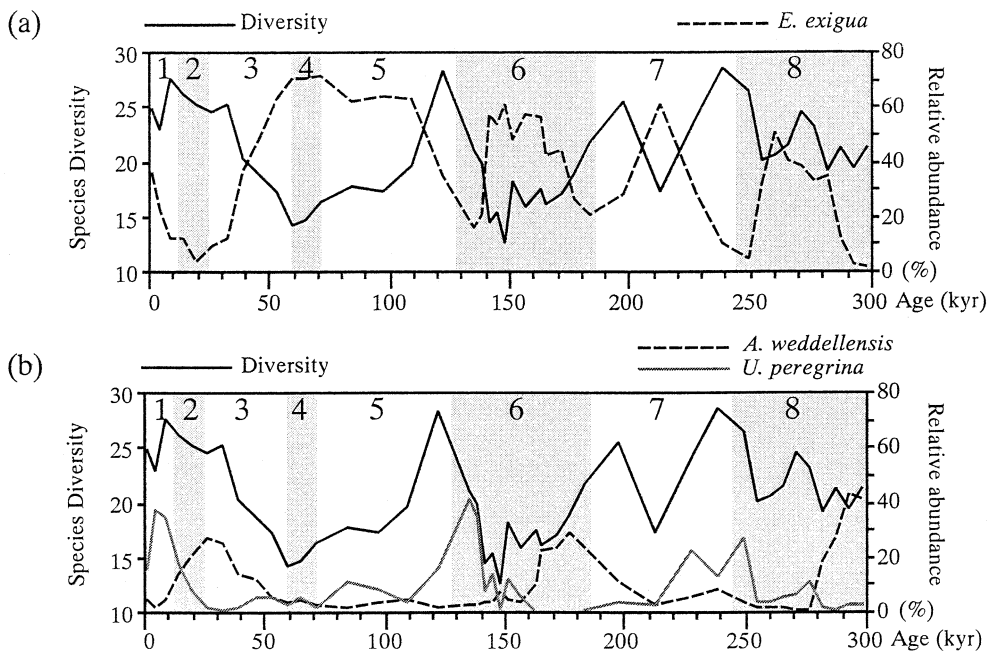 (a)
Diversity
E. exigua
30
25
20
15
10
Species Diversity
1 2 3 4 5 6 7 8
80
60
40
20
0 (%)
Relative abundance
0 50 100 150 200 250 300 Age (kyr)
(b)
Diversity
A. weddellensis
U. peregrina
30
25
20
15
10
Species Diversity
1 2 3 4 5 6 7 8
80
60
40
20
0 (%)
Relative abundance
0 50 100 150 200 250 300 Age (kyr)